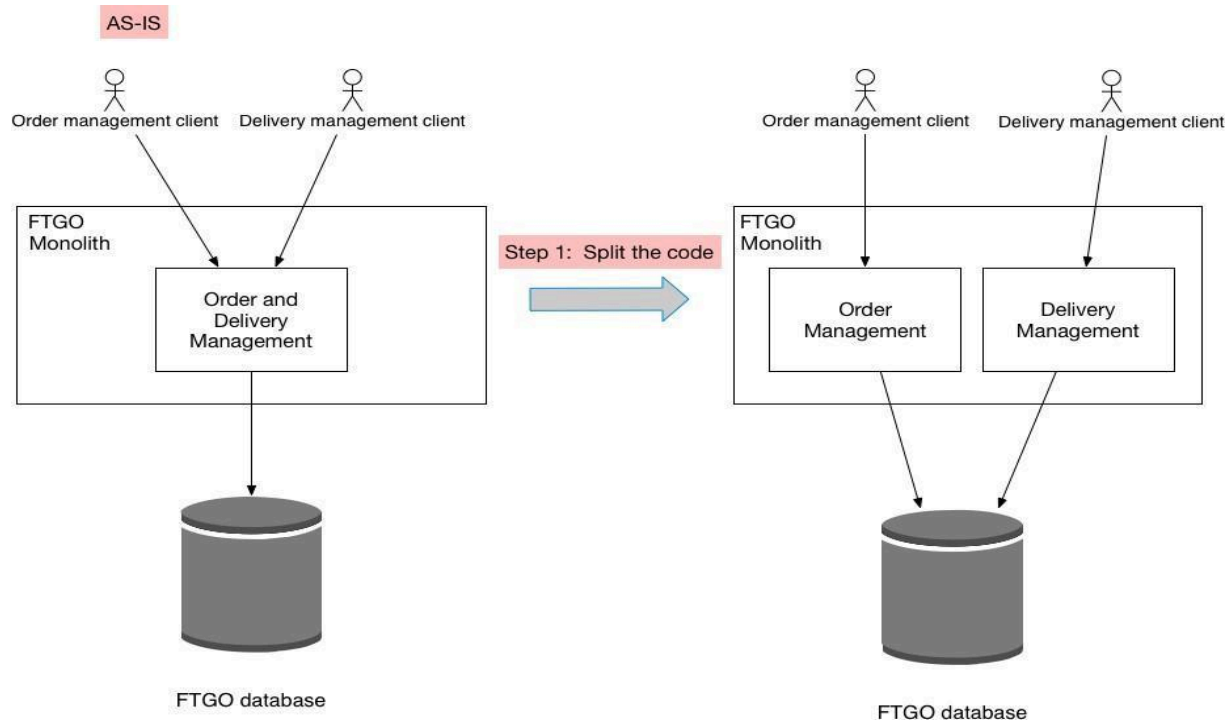 AS-IS
Order management client
Delivery management client
FTGO
Monolith
Order and
Delivery
Management
FTGO database
Step 1:  Split the code
Order management client
Delivery management client
FTGO
Monolith
Order
Management
Delivery
Management
FTGO database